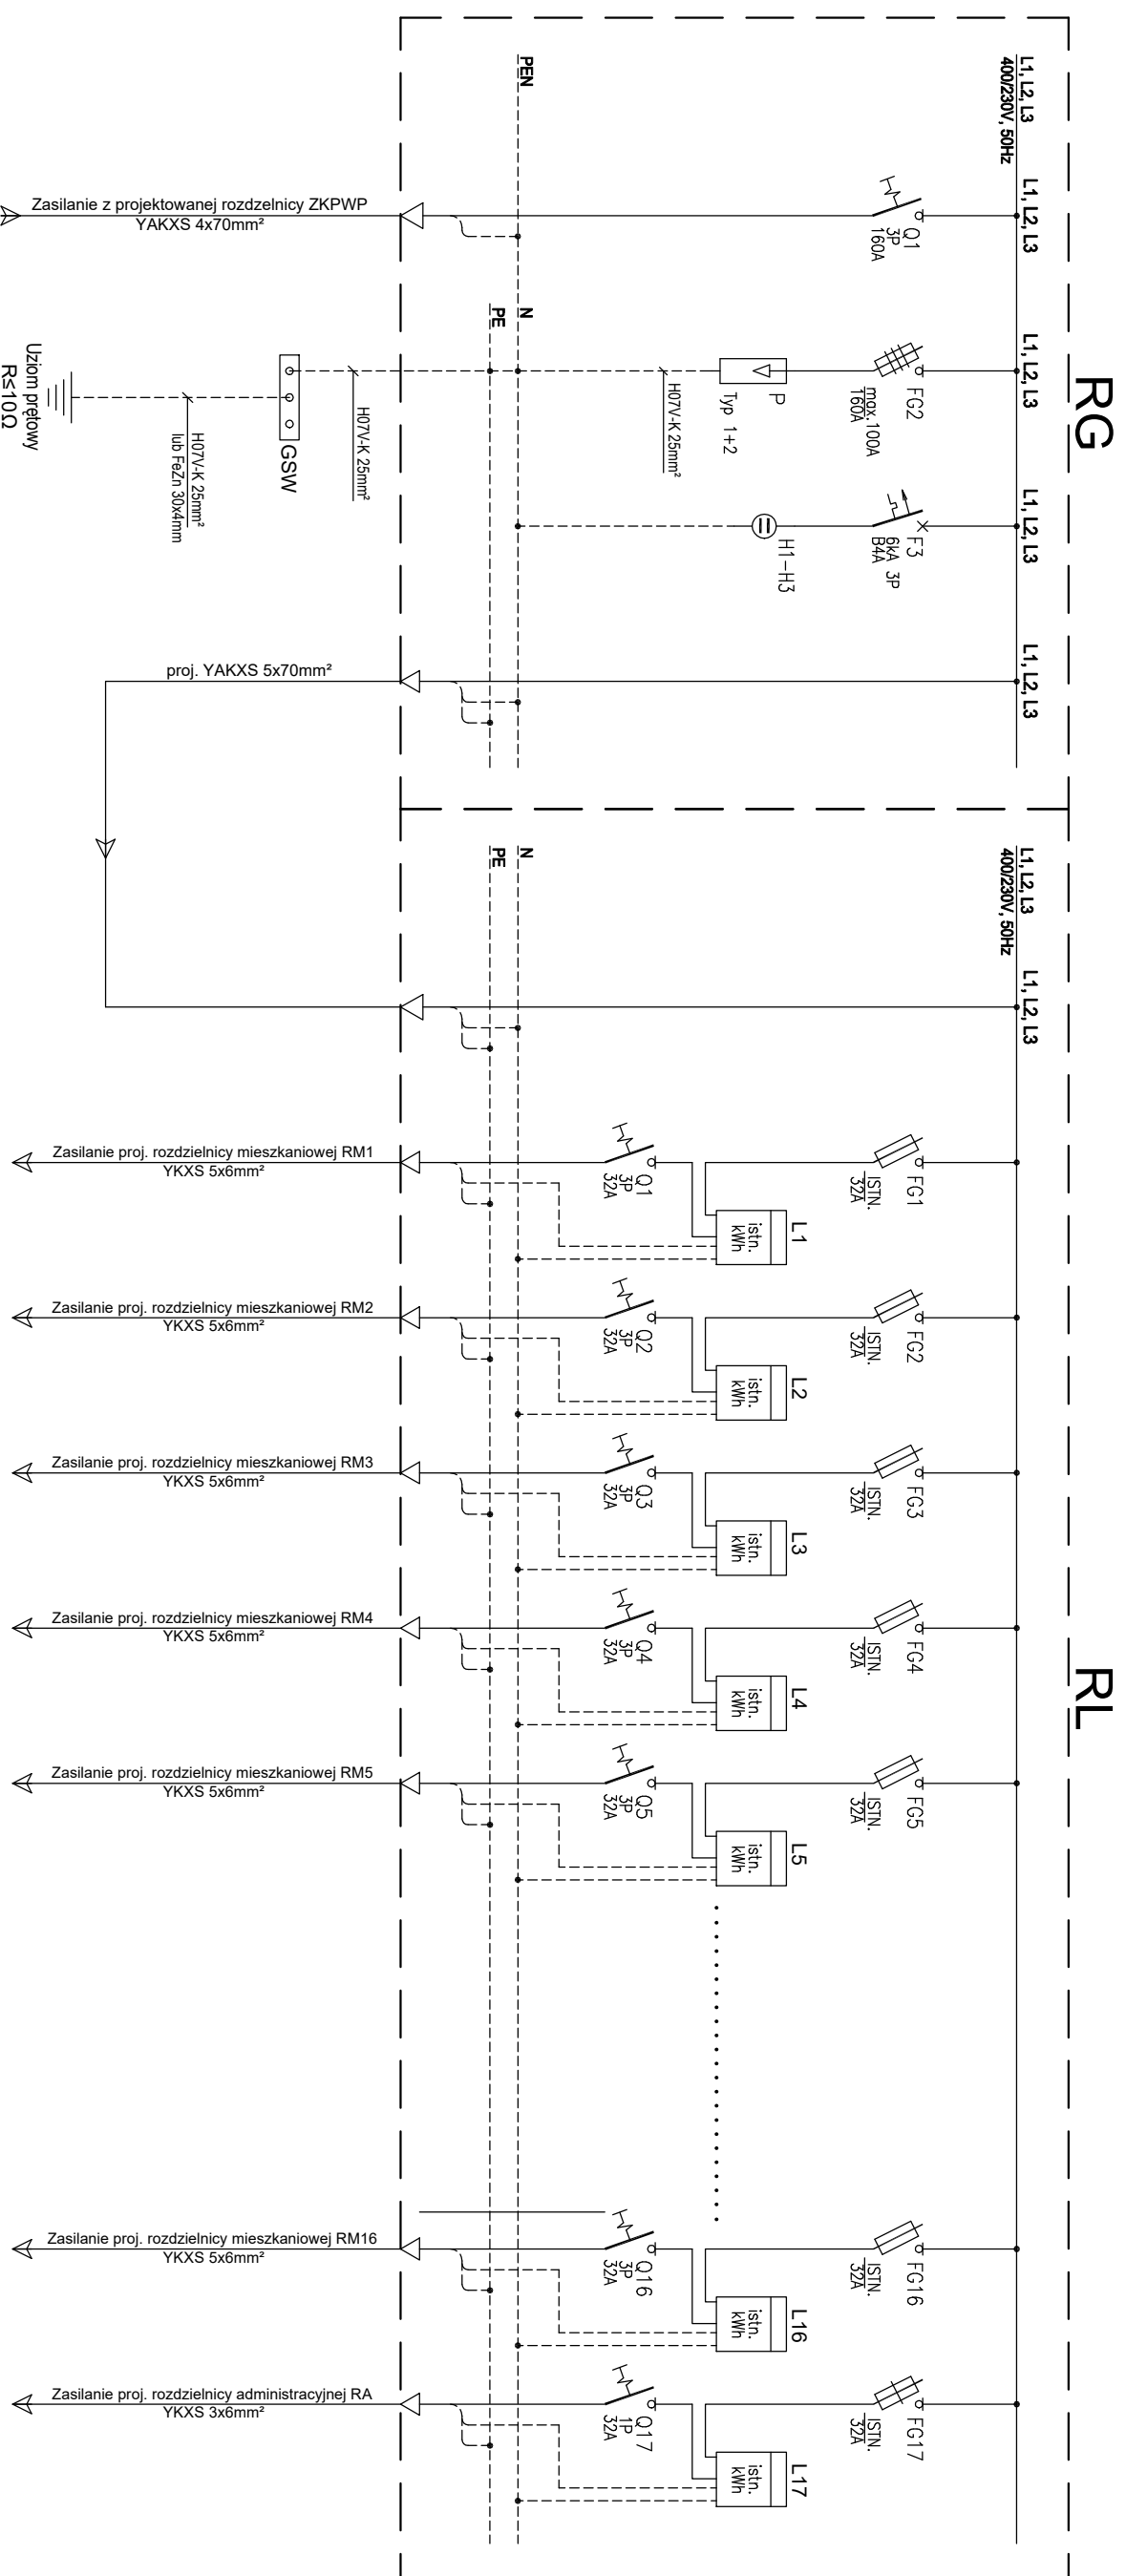 RG
L1, L2, L3
400/230V, 50Hz
L1, L2, L3
Q1
3P
160A
L1, L2, L3
FG2
max.100A
160A
L1, L2, L3
F3
6kA 3P
B4A
L1, L2, L3
P
Typ 1+2
H1-H3
H07V-K 25mm²
PEN
N
PE
H07V-K 25mm²
GSW
H07V-K 25mm²
lub FeZn 30x4mm
Uziom prętowy
R≤10Ω
Zasilanie z projektowanej rozdzelnicy ZKPWP
YAKXS 4x70mm²
proj. YAKXS 5x70mm²
RL
L1, L2, L3
400/230V, 50Hz
L1, L2, L3
N
PE
FG1
ISTN.
32A
L1
istn.
kWh
Q1
3P
32A
Zasilanie proj. rozdzielnicy mieszkaniowej RM1
YKXS 5x6mm²
FG2
ISTN.
32A
L2
istn.
kWh
Q2
3P
32A
Zasilanie proj. rozdzielnicy mieszkaniowej RM2
YKXS 5x6mm²
FG3
ISTN.
32A
L3
istn.
kWh
Q3
3P
32A
Zasilanie proj. rozdzielnicy mieszkaniowej RM3
YKXS 5x6mm²
FG4
ISTN.
32A
L4
istn.
kWh
Q4
3P
32A
Zasilanie proj. rozdzielnicy mieszkaniowej RM4
YKXS 5x6mm²
FG5
ISTN.
32A
L5
istn.
kWh
Q5
3P
32A
Zasilanie proj. rozdzielnicy mieszkaniowej RM5
YKXS 5x6mm²
FG16
ISTN.
32A
L16
istn.
kWh
Q16
3P
32A
Zasilanie proj. rozdzielnicy mieszkaniowej RM16
YKXS 5x6mm²
FG17
ISTN.
32A
L17
istn.
kWh
Q17
1P
32A
Zasilanie proj. rozdzielnicy administracyjnej RA
YKXS 3x6mm²